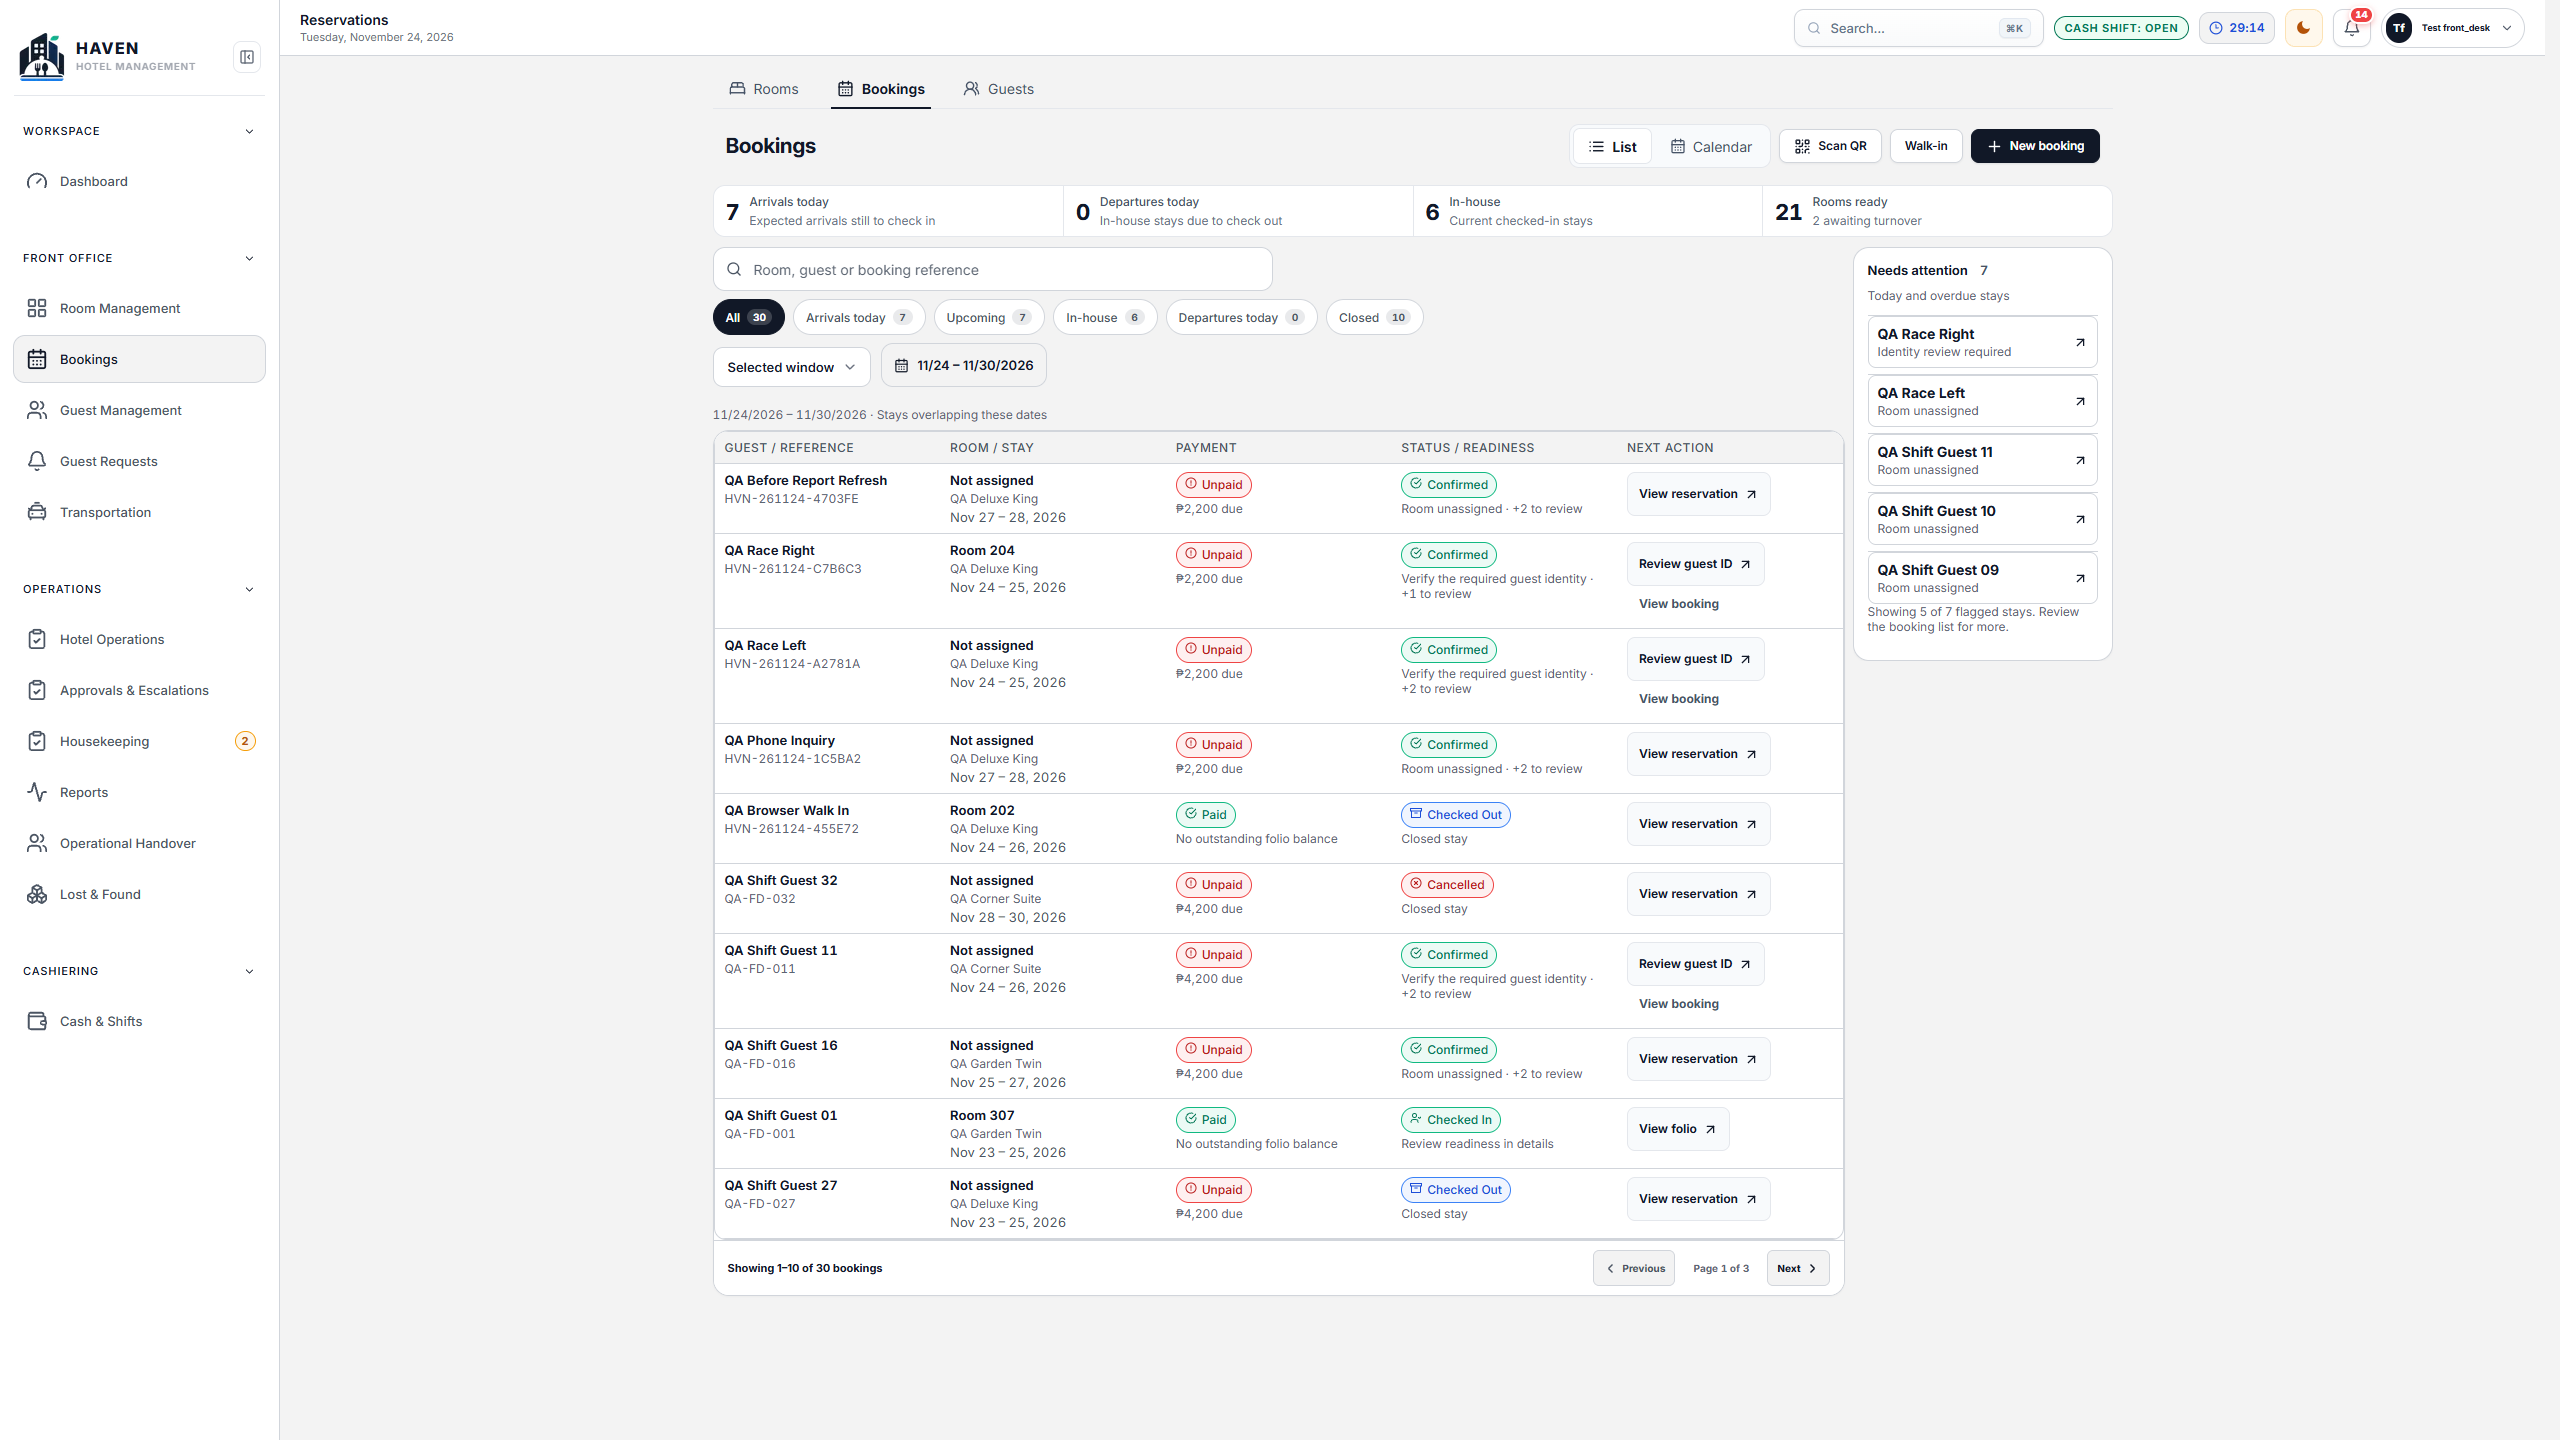 HAVEN
HOTEL MANAGEMENT
WORKSPACE
Dashboard
FRONT OFFICE
Room Management
Bookings
Guest Management
Guest Requests
Transportation
OPERATIONS
Hotel Operations
Approvals & Escalations
Housekeeping 2
Reports
Operational Handover
Lost & Found
CASHIERING
Cash & Shifts
Reservations
Tuesday, November 24, 2026
Search... ⌘K
CASH SHIFT: OPEN
29:14
14
Tf Test front_desk
Rooms Bookings Guests
Bookings
List Calendar Scan QR Walk-in + New booking
7 Arrivals today
Expected arrivals still to check in
0 Departures today
In-house stays due to check out
6 In-house
Current checked-in stays
21 Rooms ready
2 awaiting turnover
Room, guest or booking reference
All 30 Arrivals today 7 Upcoming 7 In-house 6 Departures today 0 Closed 10
Selected window 11/24 – 11/30/2026
11/24/2026 – 11/30/2026 · Stays overlapping these dates
GUEST / REFERENCE ROOM / STAY PAYMENT STATUS / READINESS NEXT ACTION
QA Before Report Refresh Not assigned Unpaid Confirmed View reservation
HVN-261124-4703FE QA Deluxe King ₱2,200 due Room unassigned · +2 to review
Nov 27 – 28, 2026
QA Race Right Room 204 Unpaid Confirmed Review guest ID
HVN-261124-C7B6C3 QA Deluxe King ₱2,200 due Verify the required guest identity ·
Nov 24 – 25, 2026 +1 to review View booking
QA Race Left Not assigned Unpaid Confirmed Review guest ID
HVN-261124-A2781A QA Deluxe King ₱2,200 due Verify the required guest identity ·
Nov 24 – 25, 2026 +2 to review View booking
QA Phone Inquiry Not assigned Unpaid Confirmed View reservation
HVN-261124-1C5BA2 QA Deluxe King ₱2,200 due Room unassigned · +2 to review
Nov 27 – 28, 2026
QA Browser Walk In Room 202 Paid Checked Out View reservation
HVN-261124-455E72 QA Deluxe King No outstanding folio balance Closed stay
Nov 24 – 26, 2026
QA Shift Guest 32 Not assigned Unpaid Cancelled View reservation
QA-FD-032 QA Corner Suite ₱4,200 due Closed stay
Nov 28 – 30, 2026
QA Shift Guest 11 Not assigned Unpaid Confirmed Review guest ID
QA-FD-011 QA Corner Suite ₱4,200 due Verify the required guest identity ·
Nov 24 – 26, 2026 +2 to review View booking
QA Shift Guest 16 Not assigned Unpaid Confirmed View reservation
QA-FD-016 QA Garden Twin ₱4,200 due Room unassigned · +2 to review
Nov 25 – 27, 2026
QA Shift Guest 01 Room 307 Paid Checked In View folio
QA-FD-001 QA Garden Twin No outstanding folio balance Review readiness in details
Nov 23 – 25, 2026
QA Shift Guest 27 Not assigned Unpaid Checked Out View reservation
QA-FD-027 QA Deluxe King ₱4,200 due Closed stay
Nov 23 – 25, 2026
Showing 1–10 of 30 bookings Previous Page 1 of 3 Next
Needs attention 7
Today and overdue stays
QA Race Right
Identity review required
QA Race Left
Room unassigned
QA Shift Guest 11
Room unassigned
QA Shift Guest 10
Room unassigned
QA Shift Guest 09
Room unassigned
Showing 5 of 7 flagged stays. Review
the booking list for more.